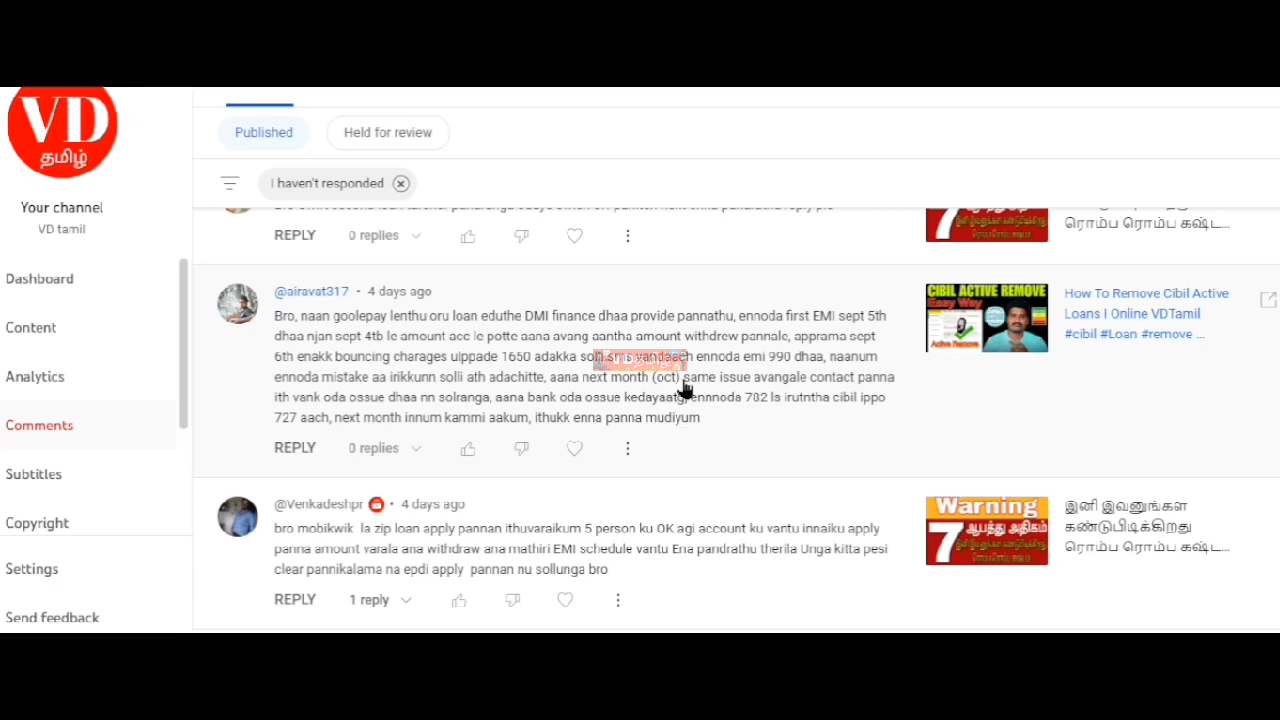 VD
தமிழ்
Your channel
VD tamil
Dashboard
Content
Analytics
Comments
Subtitles
Copyright
Settings
Send feedback
Published
Held for review
I haven't responded
REPLY 0 replies
7
ரொம்ப ரொம்ப கஷ்ட...
@airavat317 • 4 days ago
Bro, naan goolepay lenthu oru loan eduthe DMI finance dhaa provide pannathu, ennoda first EMI sept 5th
dhaa njan sept 4tb le amount acc le potte aana avang aantha amount withdrew pannale, apprama sept
6th enakk bouncing charages uippade 1650 adakka ennoda emi 990 dhaa, naanum
ennoda mistake aa irikkunn solli ath adachitte, aana next month (oct) same issue avangale contact panna
ith vank oda ossue dhaa nn solranga, aana bank oda ossue ennnoda 782 ls irutntha cibil ippo
727 aach, next month innum kammi aakum, ithukk enna panna mudiyum
REPLY 0 replies
CIBIL ACTIVE REMOVE
Easy Way
Active Remove
How To Remove Cibil Active
Loans I Online VDTamil
#cibil #Loan #remove ...
@Venkadeshpr • 4 days ago
bro mobikwik la zip loan apply pannan ithuvaraikum 5 person ku OK agi account ku vantu innaiku apply
panna amount varala ana withdraw ana mathiri EMI schedule vantu Ena pandrathu therila Unga kitta pesi
clear pannikalama na epdi apply pannan nu sollunga bro
REPLY 1 reply
Warning
7 ஆபத்து அதிகம்
இனி இவனுங்கள
கண்டுபிடிக்கிறது
ரொம்ப ரொம்ப கஷ்ட...